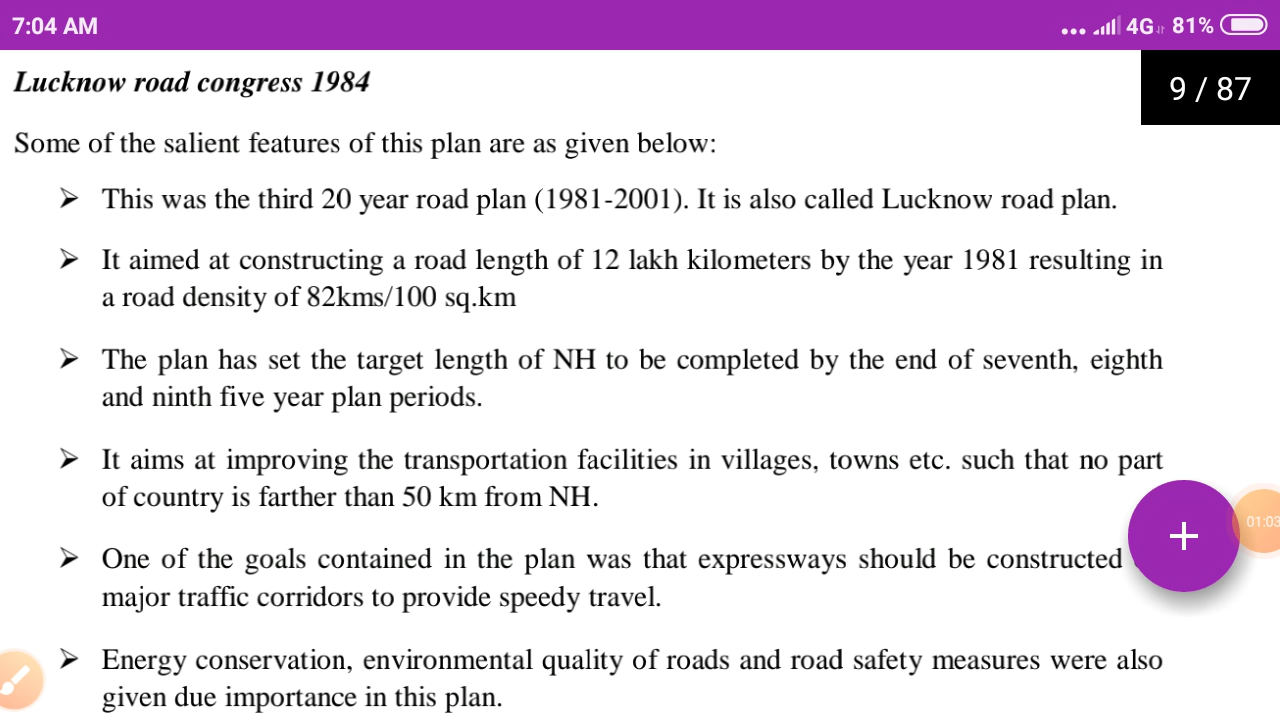 7:04 AM
4G 81%
Lucknow road congress 1984
9 / 87
Some of the salient features of this plan are as given below:
➢ This was the third 20 year road plan (1981-2001). It is also called Lucknow road plan.
➢ It aimed at constructing a road length of 12 lakh kilometers by the year 1981 resulting in
a road density of 82kms/100 sq.km
➢ The plan has set the target length of NH to be completed by the end of seventh, eighth
and ninth five year plan periods.
➢ It aims at improving the transportation facilities in villages, towns etc. such that no part
of country is farther than 50 km from NH.
➢ One of the goals contained in the plan was that expressways should be constructed
major traffic corridors to provide speedy travel.
+
01:03
➢ Energy conservation, environmental quality of roads and road safety measures were also
given due importance in this plan.